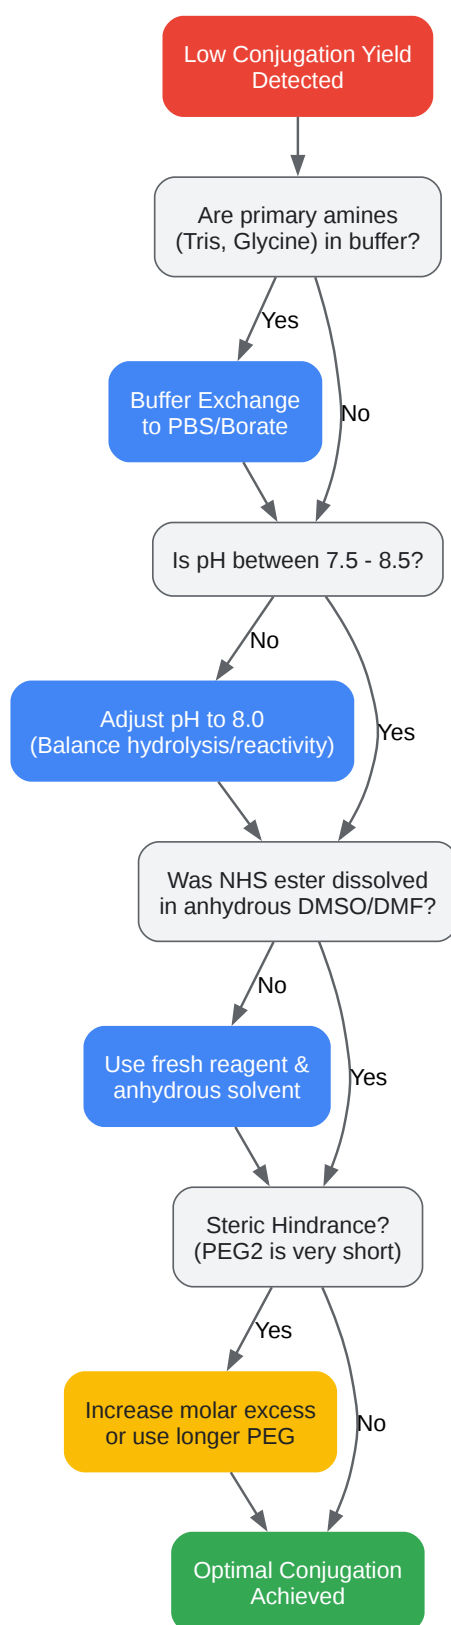 Low Conjugation Yield
Detected
Are primary amines
(Tris, Glycine) in buffer?
Yes
Buffer Exchange
to PBS/Borate
No
Is pH between 7.5 - 8.5?
No
Adjust pH to 8.0
(Balance hydrolysis/reactivity)
Yes
Was NHS ester dissolved
in anhydrous DMSO/DMF?
No
Use fresh reagent &
anhydrous solvent
Yes
Steric Hindrance?
(PEG2 is very short)
Yes
Increase molar excess
or use longer PEG
No
Optimal Conjugation
Achieved